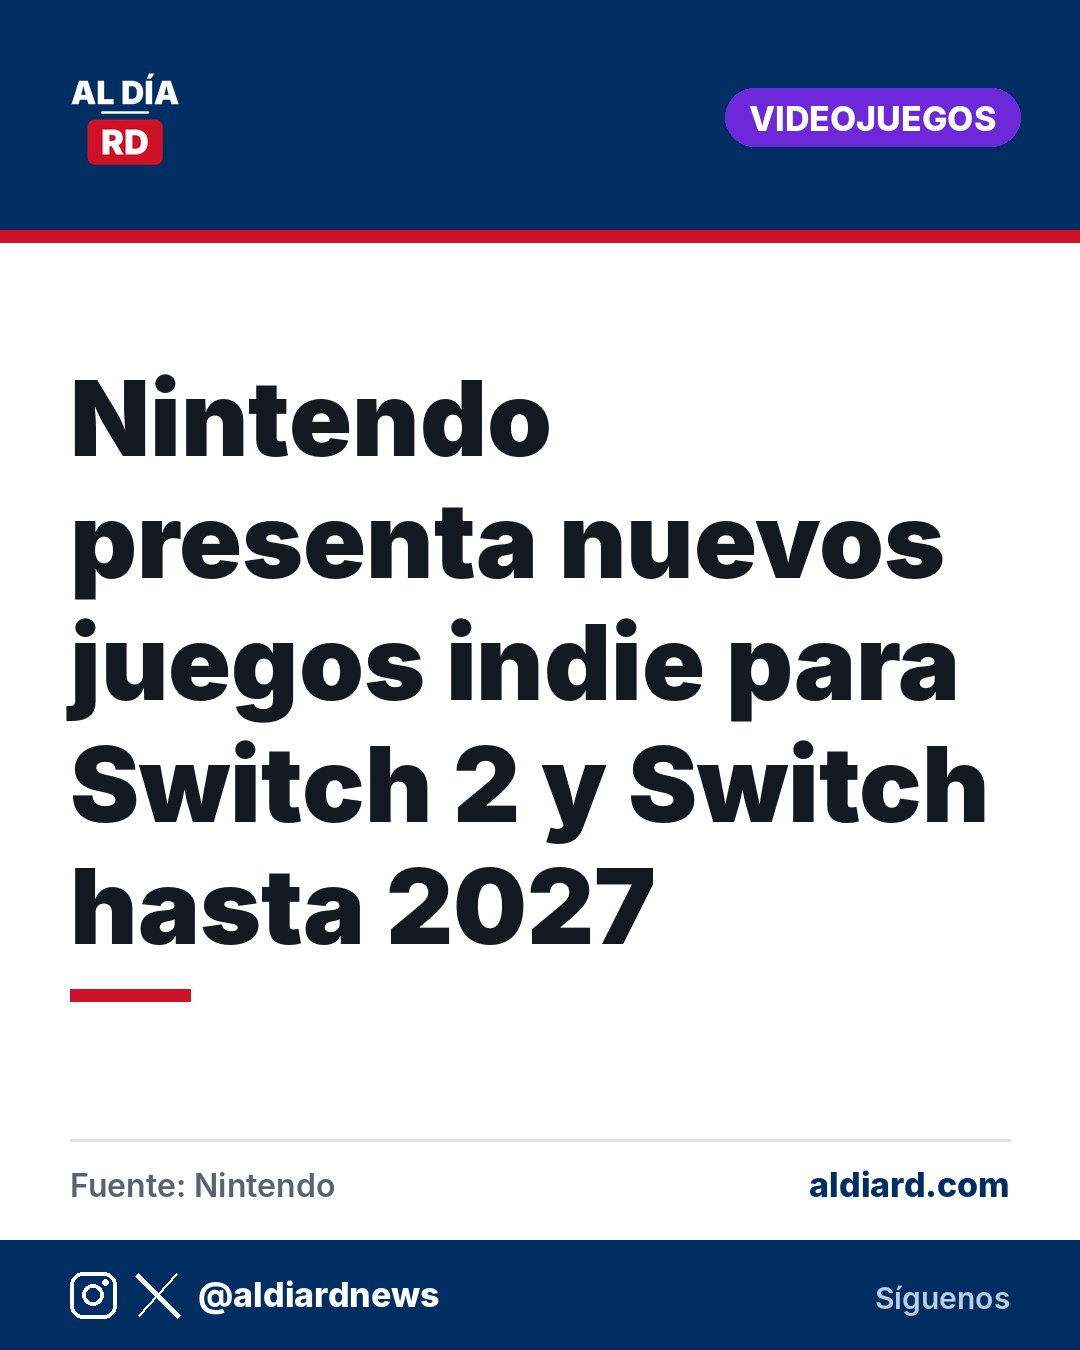 AL DÍA
RD
VIDEOJUEGOS
Nintendo
presenta nuevos
juegos indie para
Switch 2 y Switch
hasta 2027
Fuente: Nintendo
aldiard.com
@aldiardnews
Síguenos